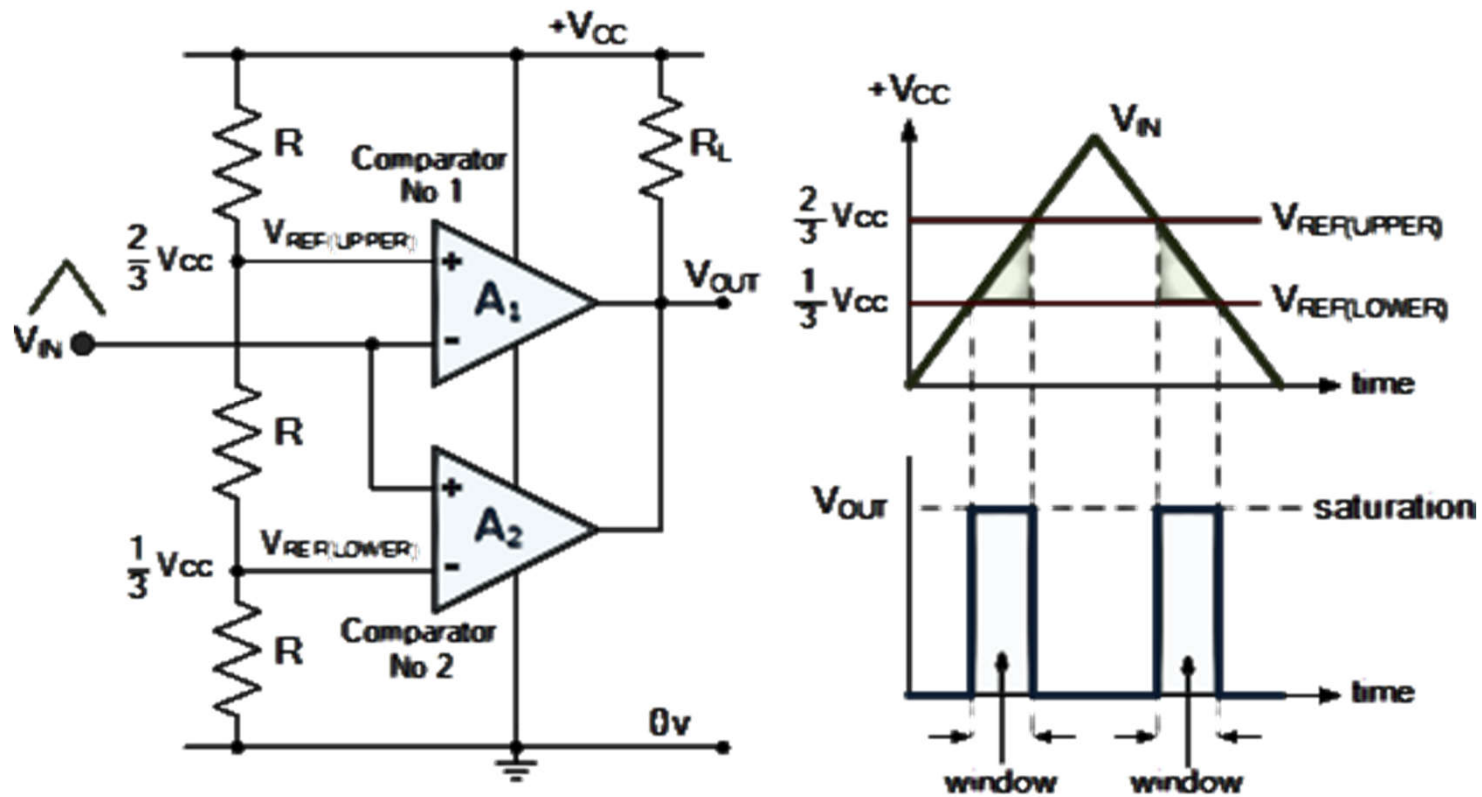 +VCC
R
RL
Comparator
No 1
2/3 VCC
VREF(UPPER)
+
A1
-
VOUT
VIN
R
+
A2
-
1/3 VCC
VREF(LOWER)
Comparator
No 2
R
0v
+VCC
VIN
2/3 VCC
VREF(UPPER)
1/3 VCC
VREF(LOWER)
time
VOUT
saturation
time
window
window